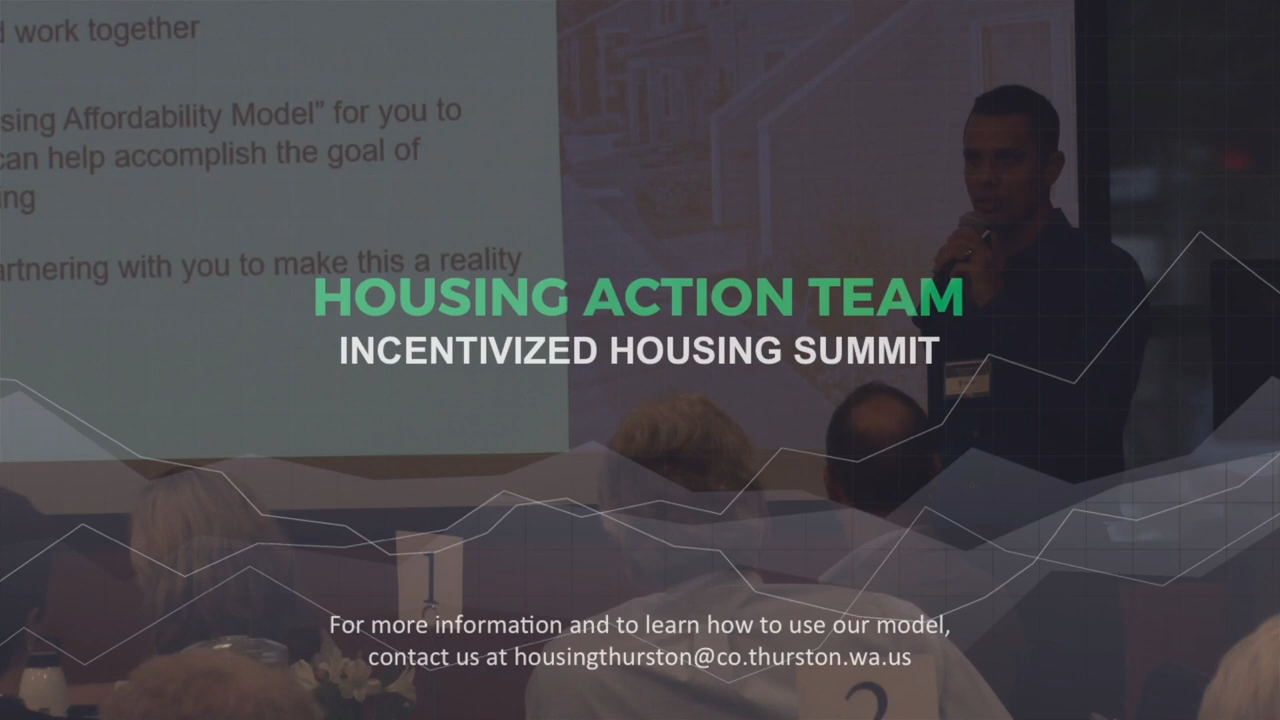 d work together
sing Affordability Model” for you to
can help accomplish the goal of
ing
artnering with you to make this a reality
HOUSING ACTION TEAM
INCENTIVIZED HOUSING SUMMIT
1
For more information and to learn how to use our model,
contact us at housingthurston@co.thurston.wa.us
2